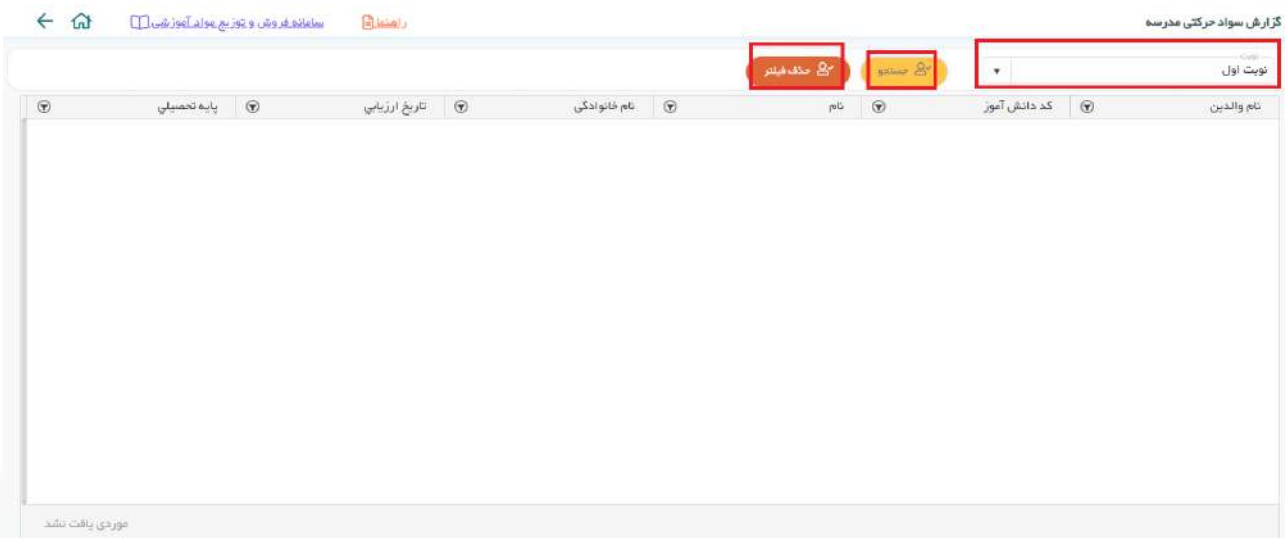 گزارش سواد حرکتی مدرسه
راهنما
سامانه فروش و توزیع مواد آموزشی
نوبت
نوبت اول
جستجو
حذف فیلتر
نام والدین
کد دانش آموز
نام
نام خانوادگی
تاریخ ارزیابی
پایه تحصیلی
موردی یافت نشد